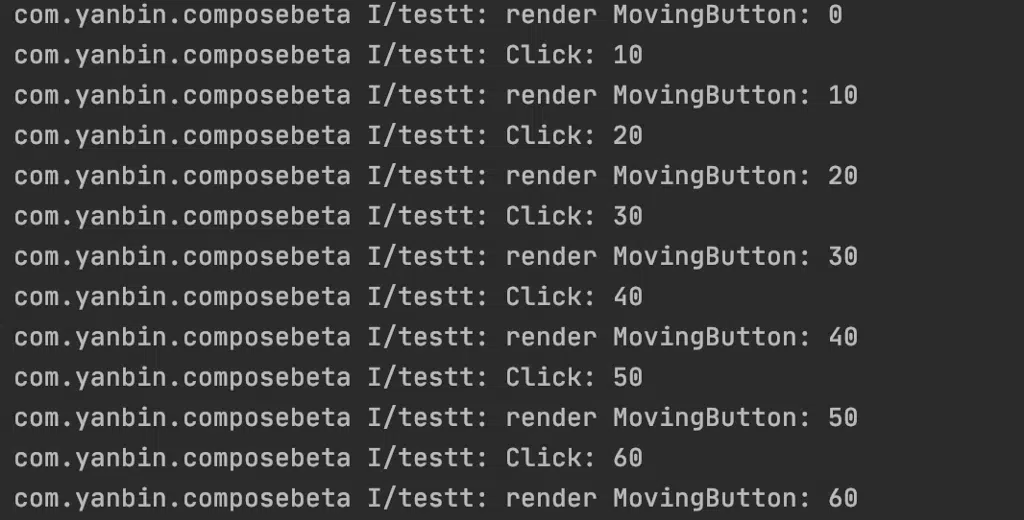 com.yanbin.composebeta I/testt: render MovingButton: 0
com.yanbin.composebeta I/testt: Click: 10
com.yanbin.composebeta I/testt: render MovingButton: 10
com.yanbin.composebeta I/testt: Click: 20
com.yanbin.composebeta I/testt: render MovingButton: 20
com.yanbin.composebeta I/testt: Click: 30
com.yanbin.composebeta I/testt: render MovingButton: 30
com.yanbin.composebeta I/testt: Click: 40
com.yanbin.composebeta I/testt: render MovingButton: 40
com.yanbin.composebeta I/testt: Click: 50
com.yanbin.composebeta I/testt: render MovingButton: 50
com.yanbin.composebeta I/testt: Click: 60
com.yanbin.composebeta I/testt: render MovingButton: 60